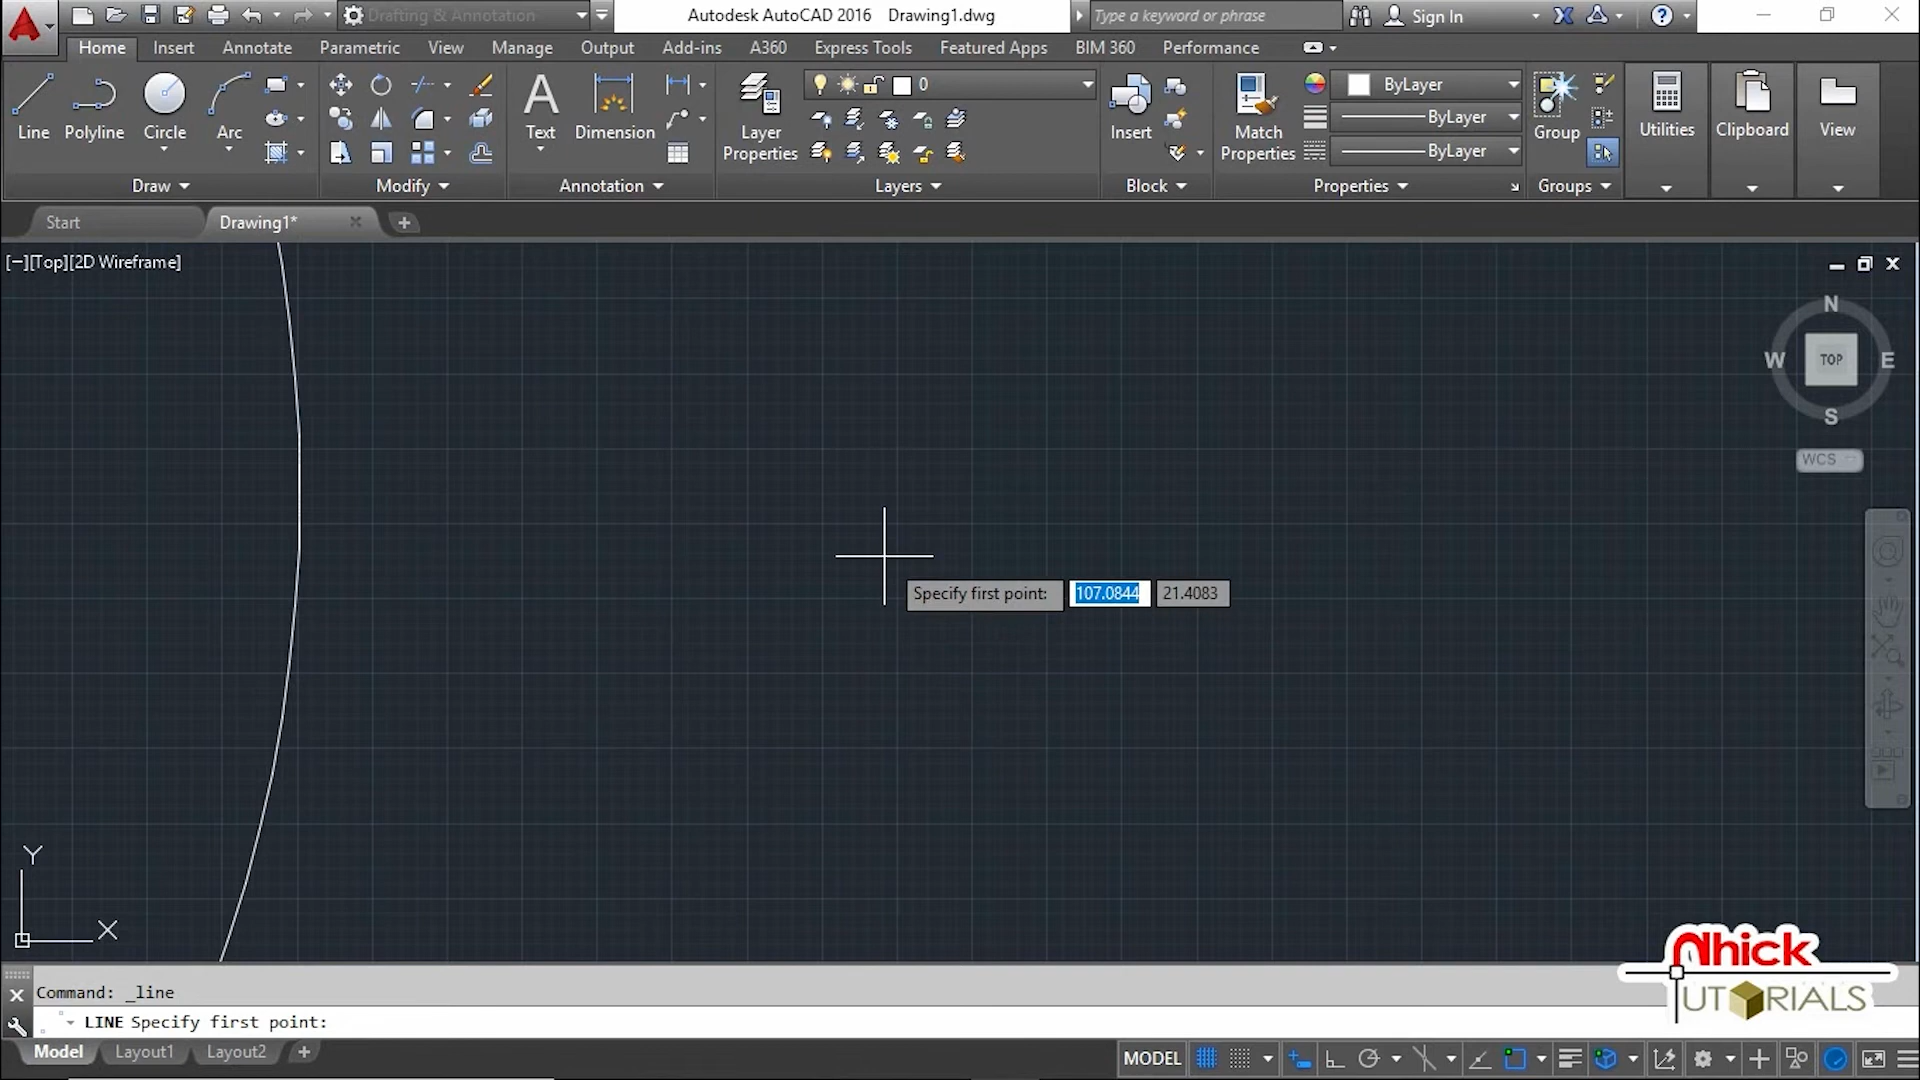 Drafting & Annotation
Autodesk AutoCAD 2016 Drawing1.dwg
Type a keyword or phrase
Sign In
Home Insert Annotate Parametric View Manage Output Add-ins A360 Express Tools Featured Apps BIM 360 Performance
0
ByLayer
Line Polyline Circle Arc
Text Dimension
Layer Properties
Insert
Match Properties
ByLayer
ByLayer
Group
Utilities
Clipboard
View
Draw Modify Annotation Layers Block Properties Groups
Start Drawing1*
[−][Top][2D Wireframe]
N
W TOP E
S
WCS
Specify first point: 107.0844 21.4083
Y
X
Nhick
TUTORIALS
Command: _line
LINE Specify first point:
Model Layout1 Layout2
MODEL